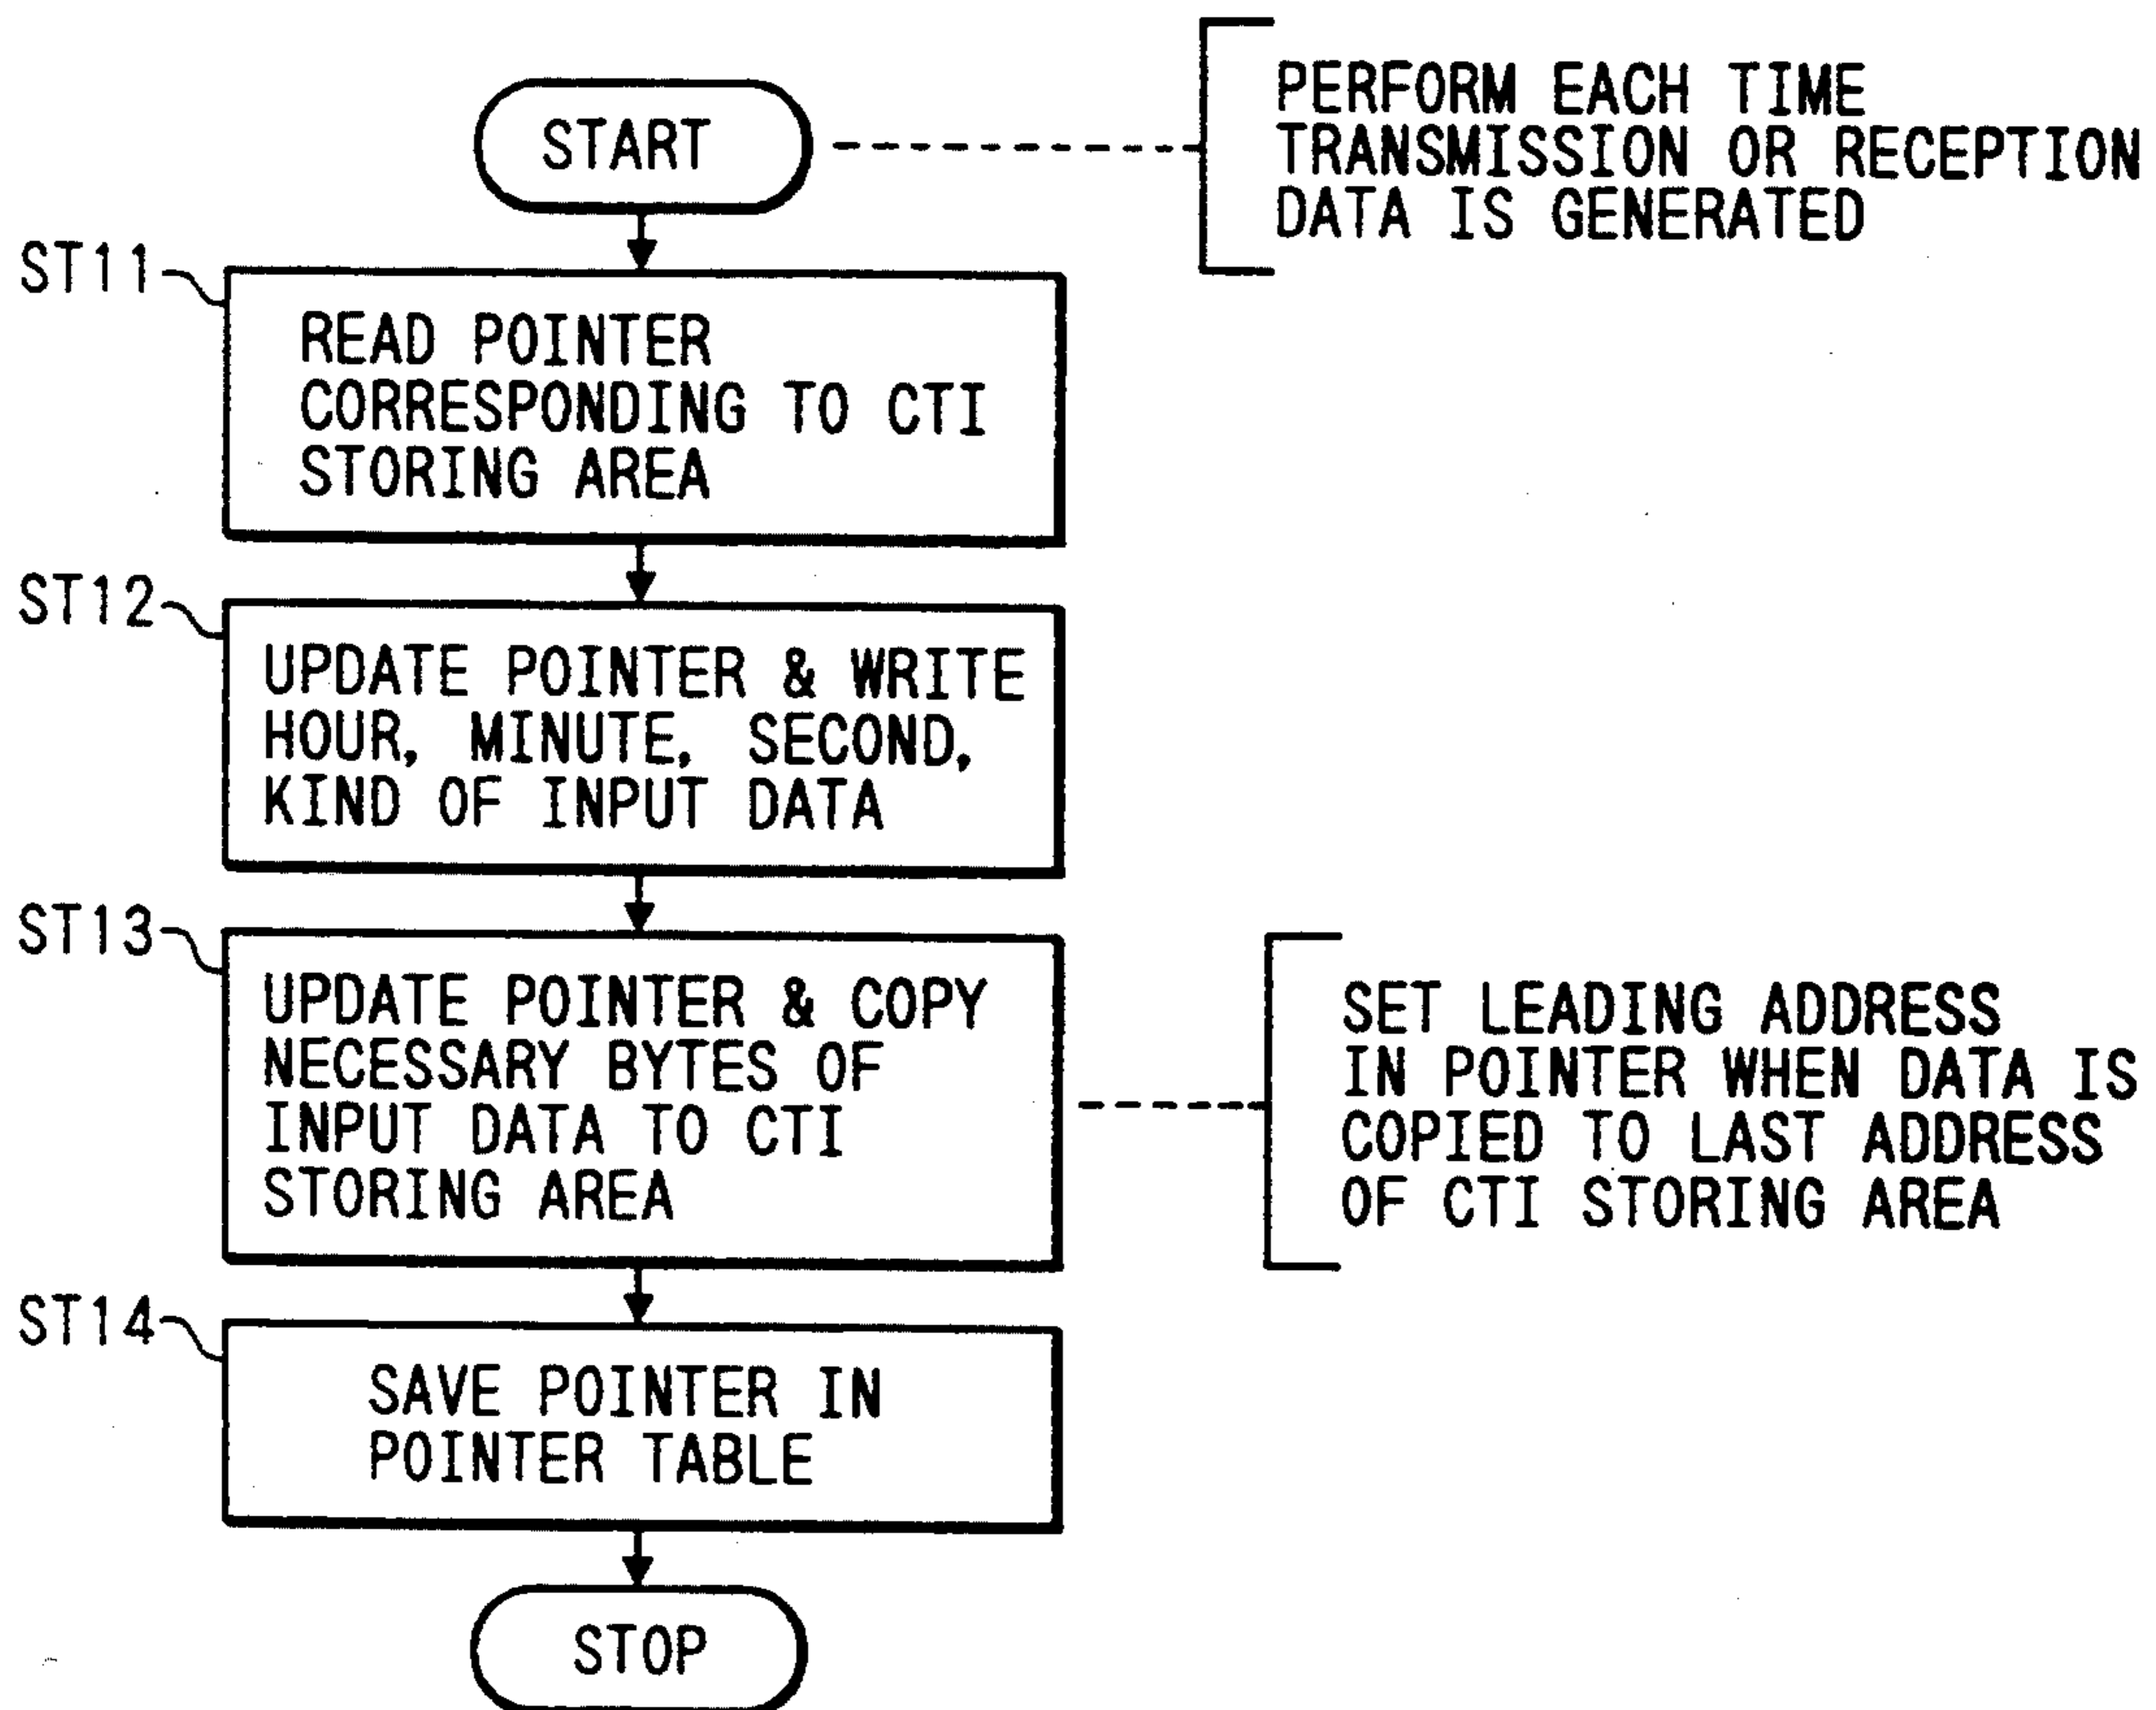 START
PERFORM EACH TIME
TRANSMISSION OR RECEPTION
DATA IS GENERATED
ST11
READ POINTER
CORRESPONDING TO CTI
STORING AREA
ST12
UPDATE POINTER & WRITE
HOUR, MINUTE, SECOND,
KIND OF INPUT DATA
ST13
UPDATE POINTER & COPY
NECESSARY BYTES OF
INPUT DATA TO CTI
STORING AREA
SET LEADING ADDRESS
IN POINTER WHEN DATA IS
COPIED TO LAST ADDRESS
OF CTI STORING AREA
ST14
SAVE POINTER IN
POINTER TABLE
STOP